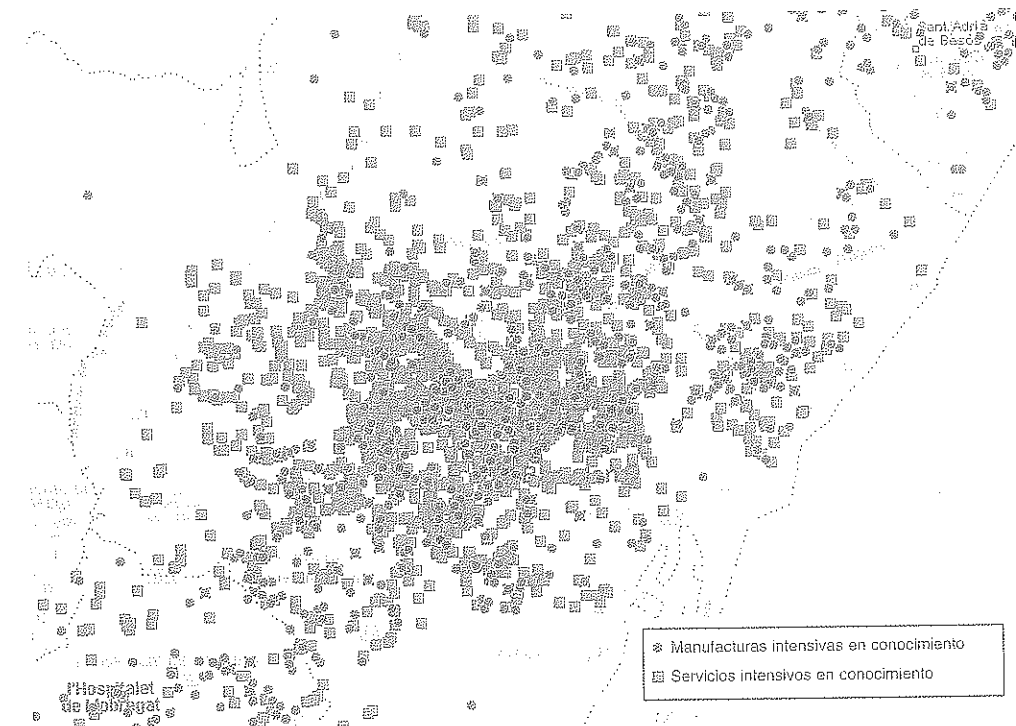 Sant Adrià
de Besòs
l'Hospitalet
de Llobregat
Manufacturas intensivas en conocimiento
Servicios intensivos en conocimiento